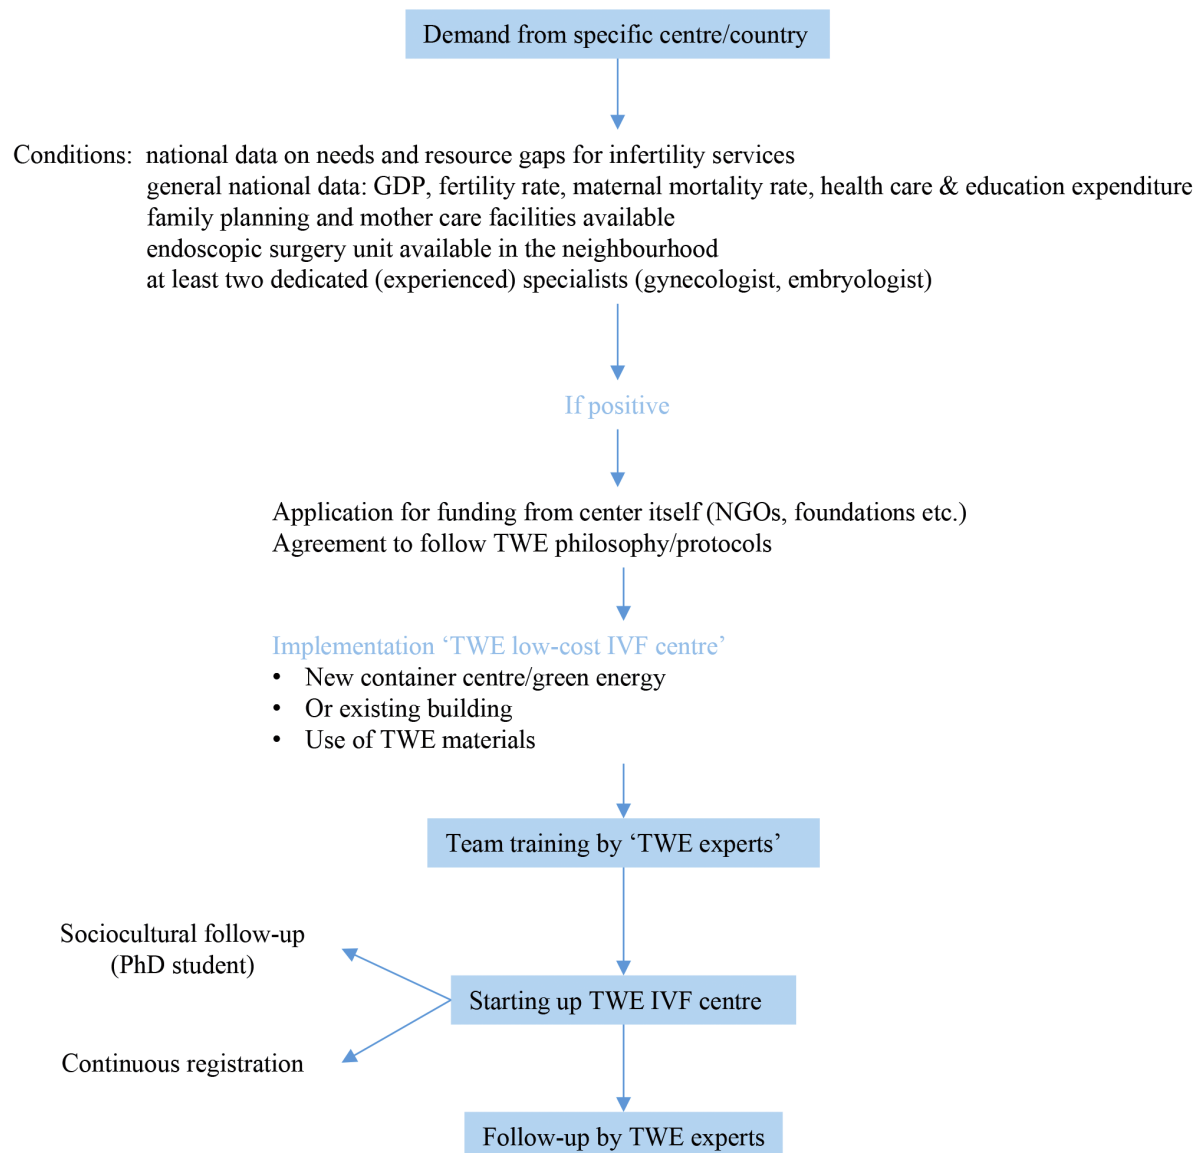 Demand from specific centre/country
Conditions: national data on needs and resource gaps for infertility services
general national data: GDP, fertility rate, maternal mortality rate, health care & education expenditure
family planning and mother care facilities available
endoscopic surgery unit available in the neighbourhood
at least two dedicated (experienced) specialists (gynecologist, embryologist)
If positive
Application for funding from center itself (NGOs, foundations etc.)
Agreement to follow TWE philosophy/protocols
Implementation ‘TWE low-cost IVF centre’
• New container centre/green energy
• Or existing building
• Use of TWE materials
Team training by ‘TWE experts’
Sociocultural follow-up
(PhD student)
Starting up TWE IVF centre
Continuous registration
Follow-up by TWE experts